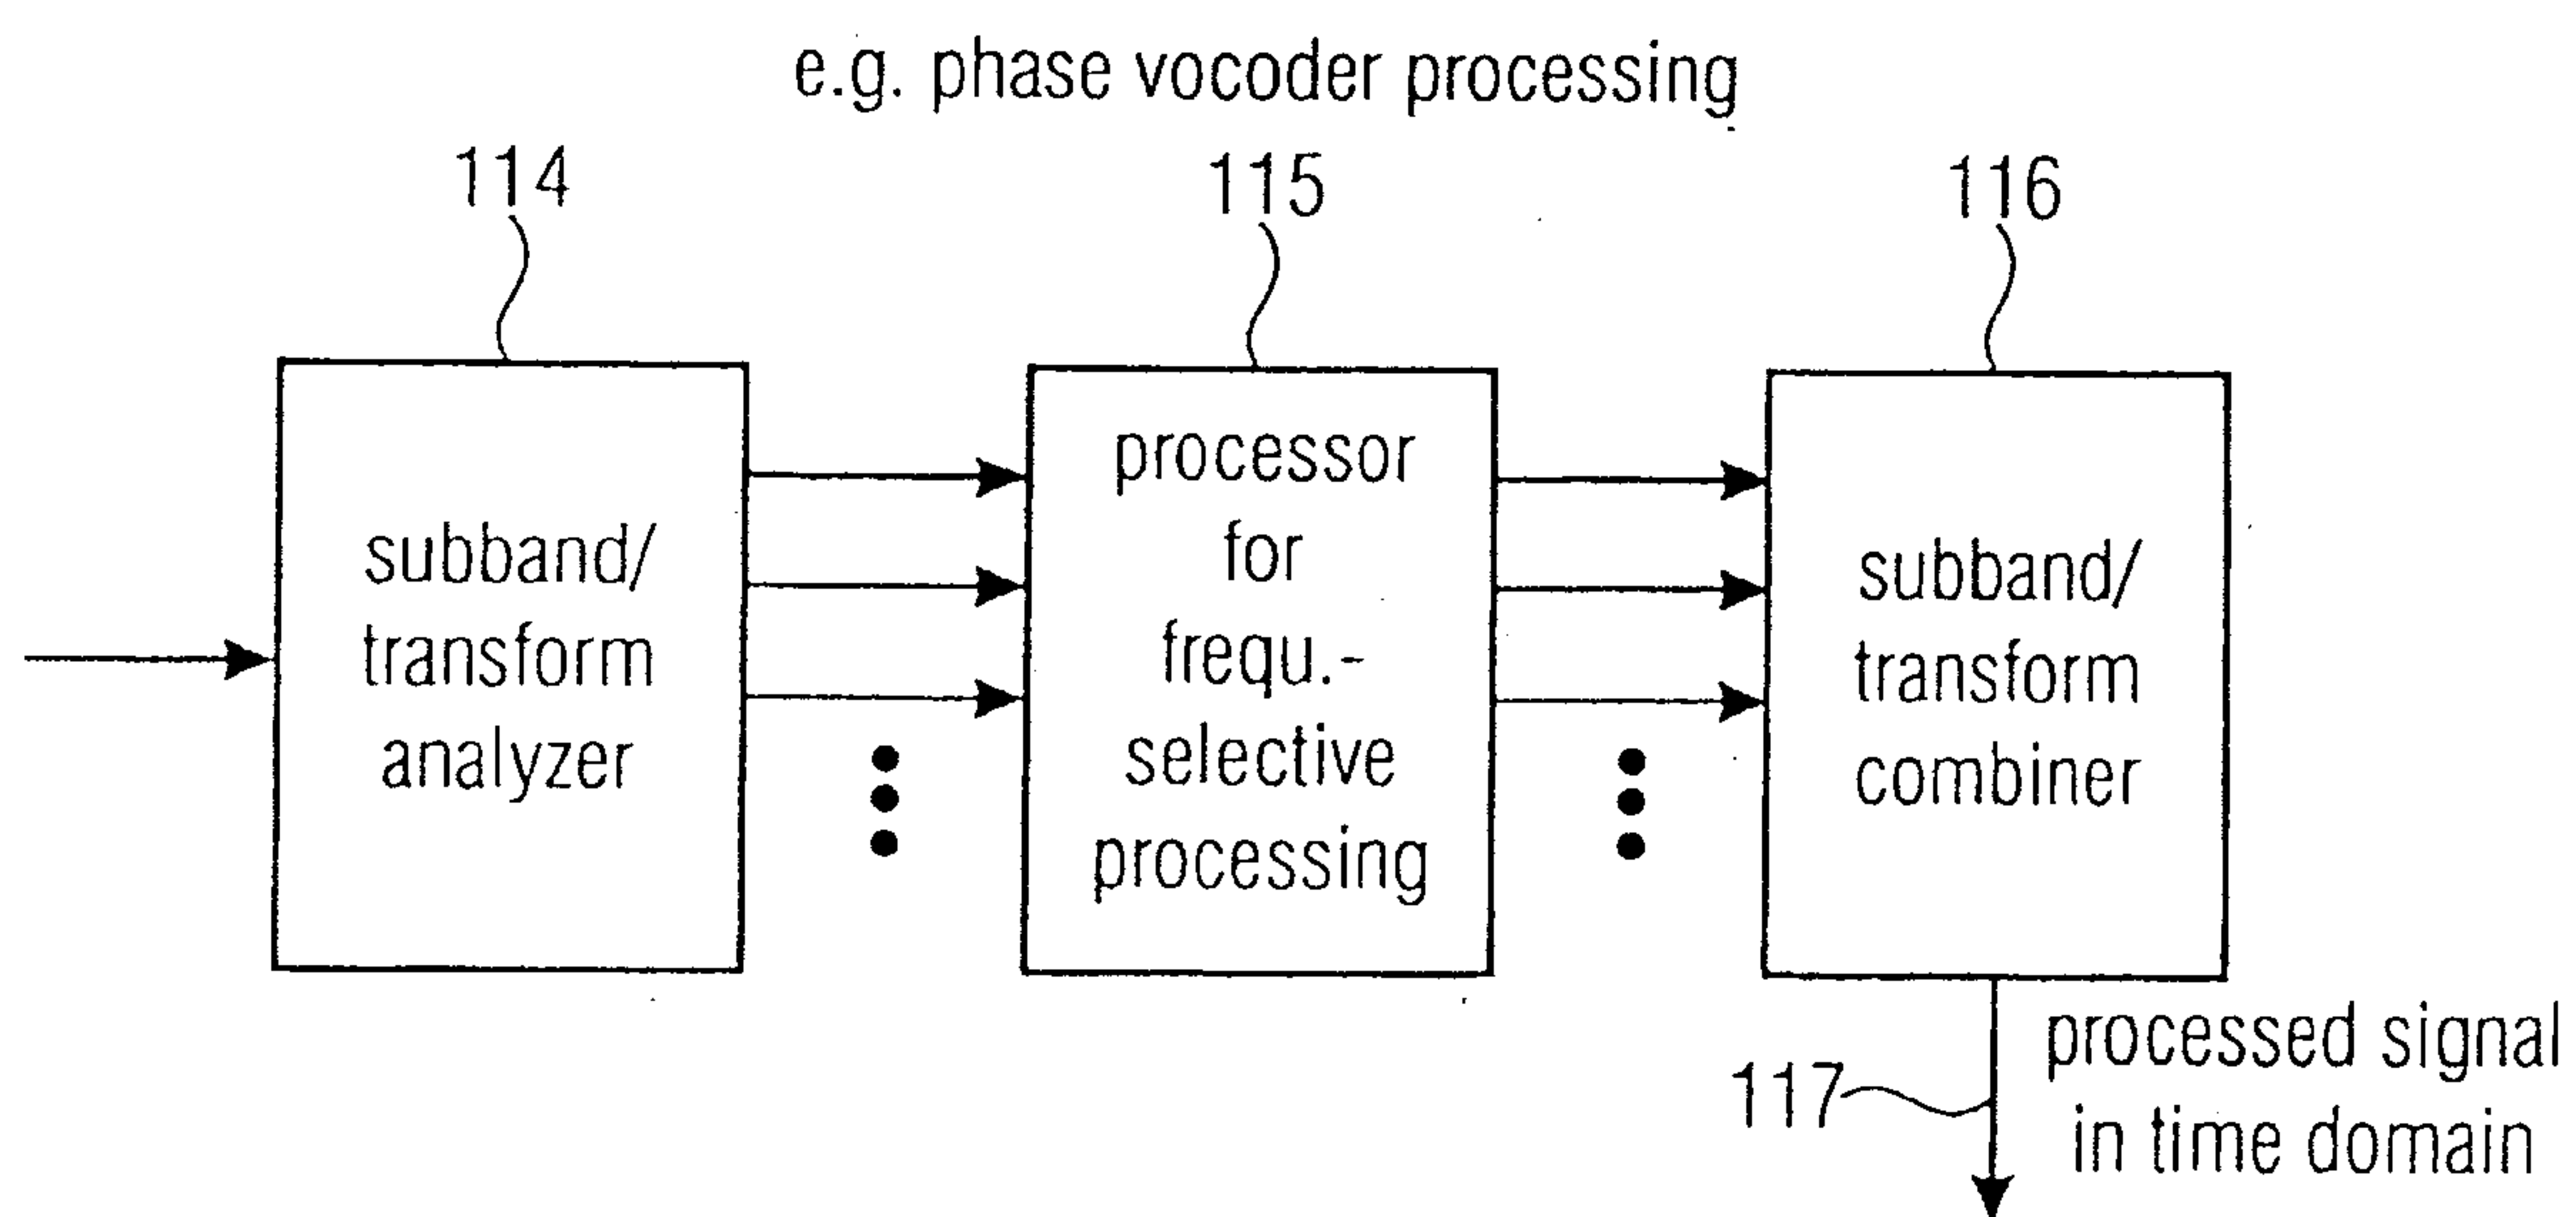 e.g. phase vocoder processing
114
115
116
subband/
transform
analyzer
processor
for
frequ.-
selective
processing
subband/
transform
combiner
117
processed signal
in time domain